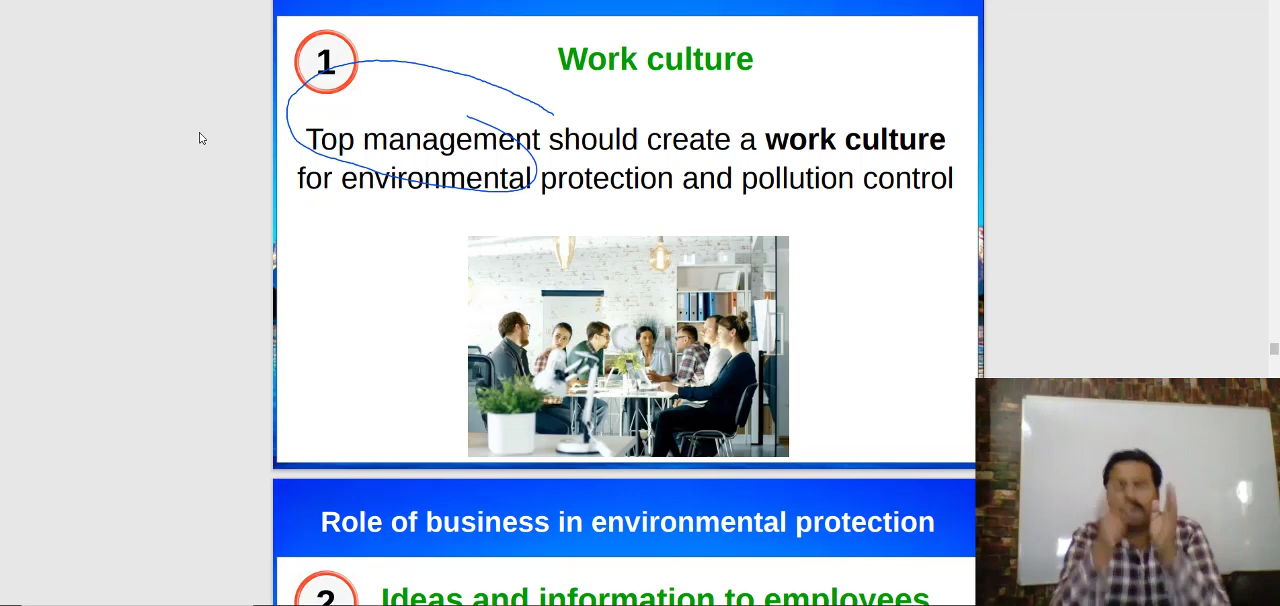 1
Work culture
Top management should create a work culture
for environmental protection and pollution control
Role of business in environmental protection
2
Ideas and information to employees